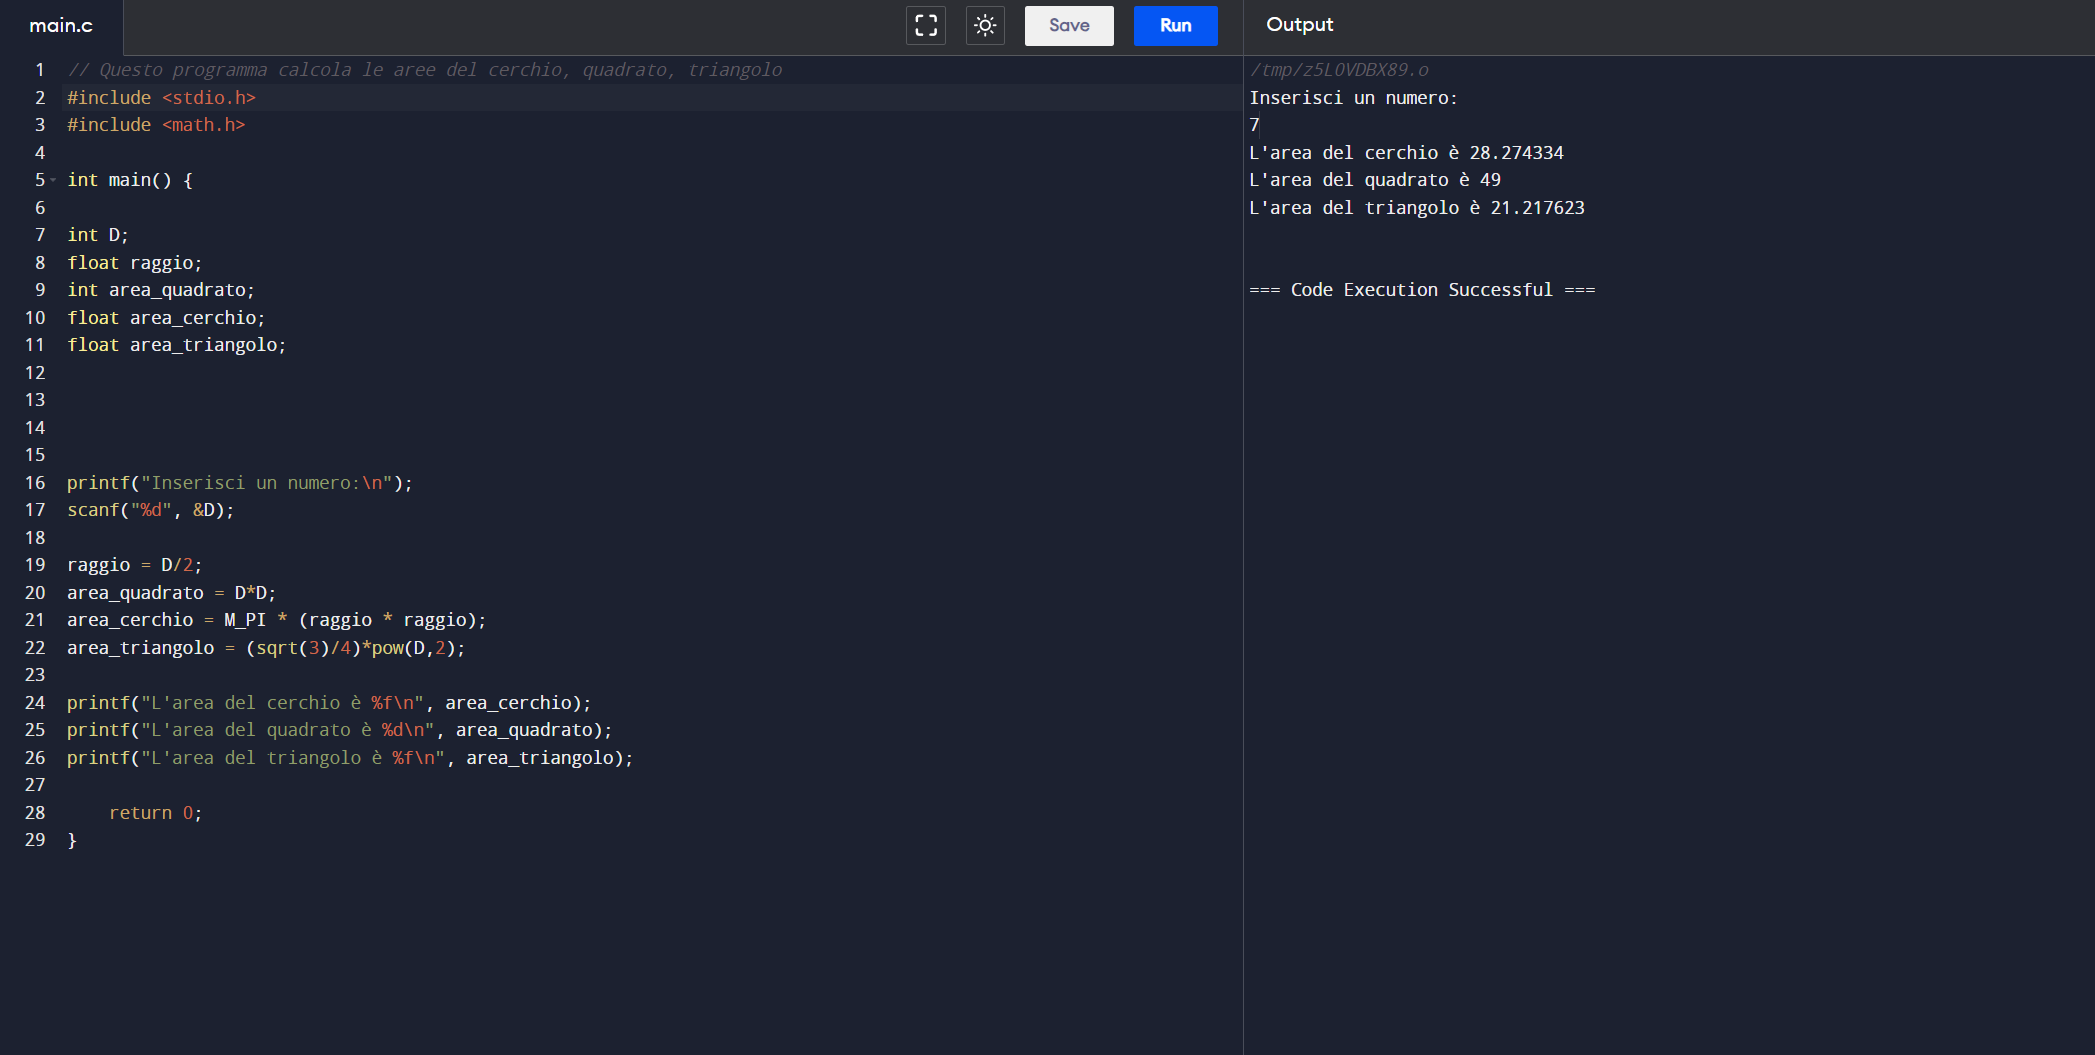 main.c
Save
Run
Output
1 // Questo programma calcola le aree del cerchio, quadrato, triangolo
2 #include <stdio.h>
3 #include <math.h>
4
5 int main() {
6
7 int D;
8 float raggio;
9 int area_quadrato;
10 float area_cerchio;
11 float area_triangolo;
12
13
14
15
16 printf("Inserisci un numero:\n");
17 scanf("%d", &D);
18
19 raggio = D/2;
20 area_quadrato = D*D;
21 area_cerchio = M_PI * (raggio * raggio);
22 area_triangolo = (sqrt(3)/4)*pow(D,2);
23
24 printf("L'area del cerchio è %f\n", area_cerchio);
25 printf("L'area del quadrato è %d\n", area_quadrato);
26 printf("L'area del triangolo è %f\n", area_triangolo);
27
28     return 0;
29 }
/tmp/z5LOVDBX89.o
Inserisci un numero:
7
L'area del cerchio è 28.274334
L'area del quadrato è 49
L'area del triangolo è 21.217623
=== Code Execution Successful ===